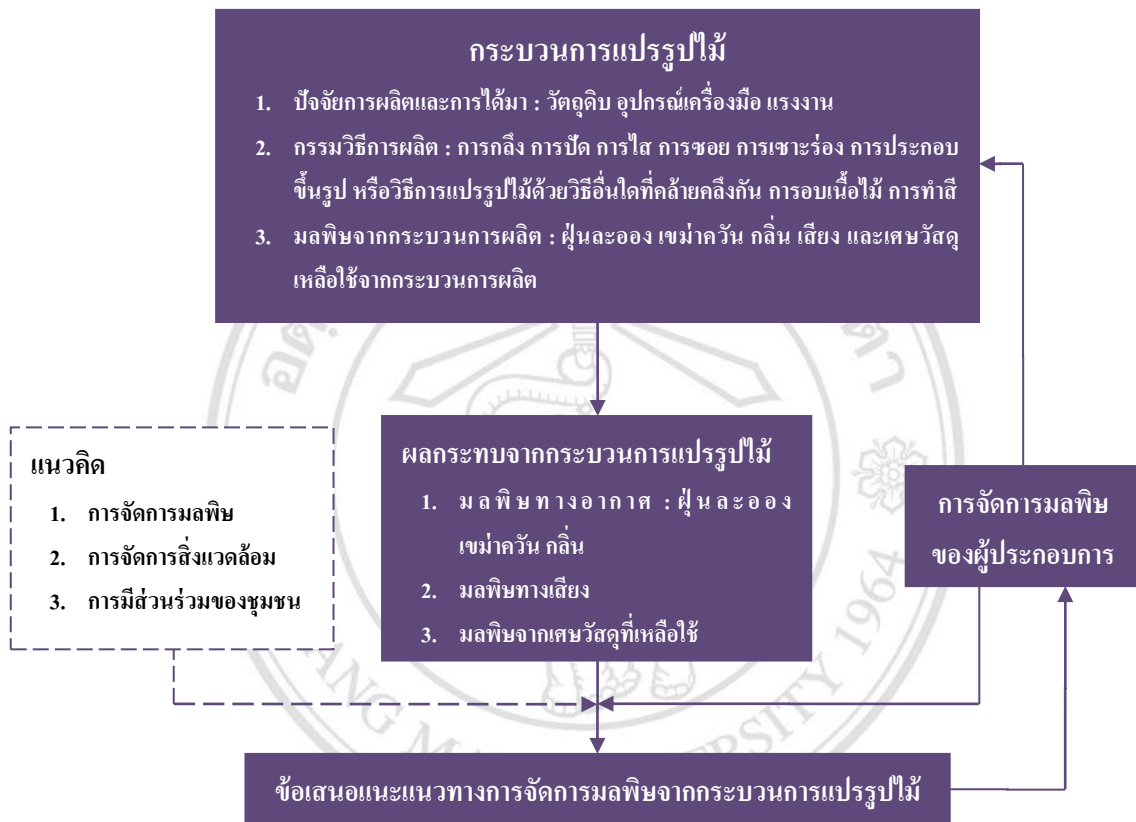 กระบวนการแปรรูปไม้
1. ปัจจัยการผลิตและการได้มา : วัตถุดิบ อุปกรณ์เครื่องมือ แรงงาน
2. กรรมวิธีการผลิต : การกลึง การปัด การไส การซอย การเซาะร่อง การประกอบ
ขึ้นรูป หรือวิธีการแปรรูปไม้ด้วยวิธีอื่นใดที่คล้ายคลึงกัน การอบเนื้อไม้ การทำสี
3. มลพิษจากกระบวนการผลิต : ฝุ่นละออง เขม่าควัน กลิ่น เสียง และเศษวัสดุ
เหลือใช้จากกระบวนการผลิต
แนวคิด
1. การจัดการมลพิษ
2. การจัดการสิ่งแวดล้อม
3. การมีส่วนร่วมของชุมชน
ผลกระทบจากกระบวนการแปรรูปไม้
1. มลพิษทางอากาศ : ฝุ่นละออง
เขม่าควัน กลิ่น
2. มลพิษทางเสียง
3. มลพิษจากเศษวัสดุที่เหลือใช้
การจัดการมลพิษ
ของผู้ประกอบการ
ข้อเสนอแนะแนวทางการจัดการมลพิษจากกระบวนการแปรรูปไม้
1964